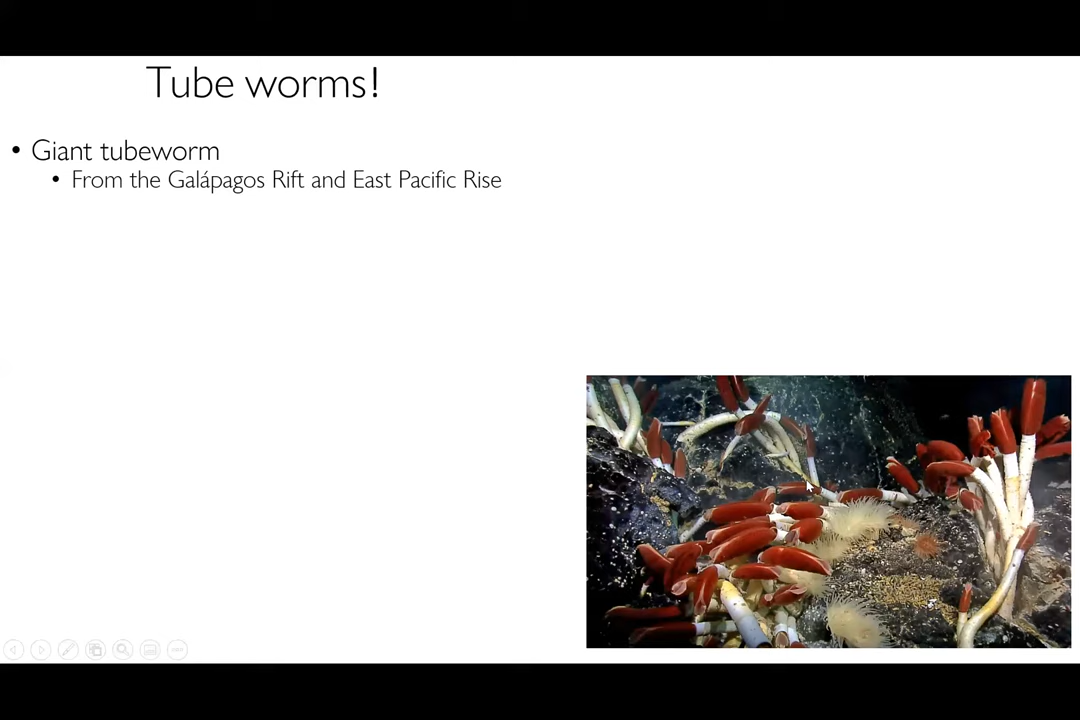 Tube worms!
• Giant tubeworm
• From the Galápagos Rift and East Pacific Rise